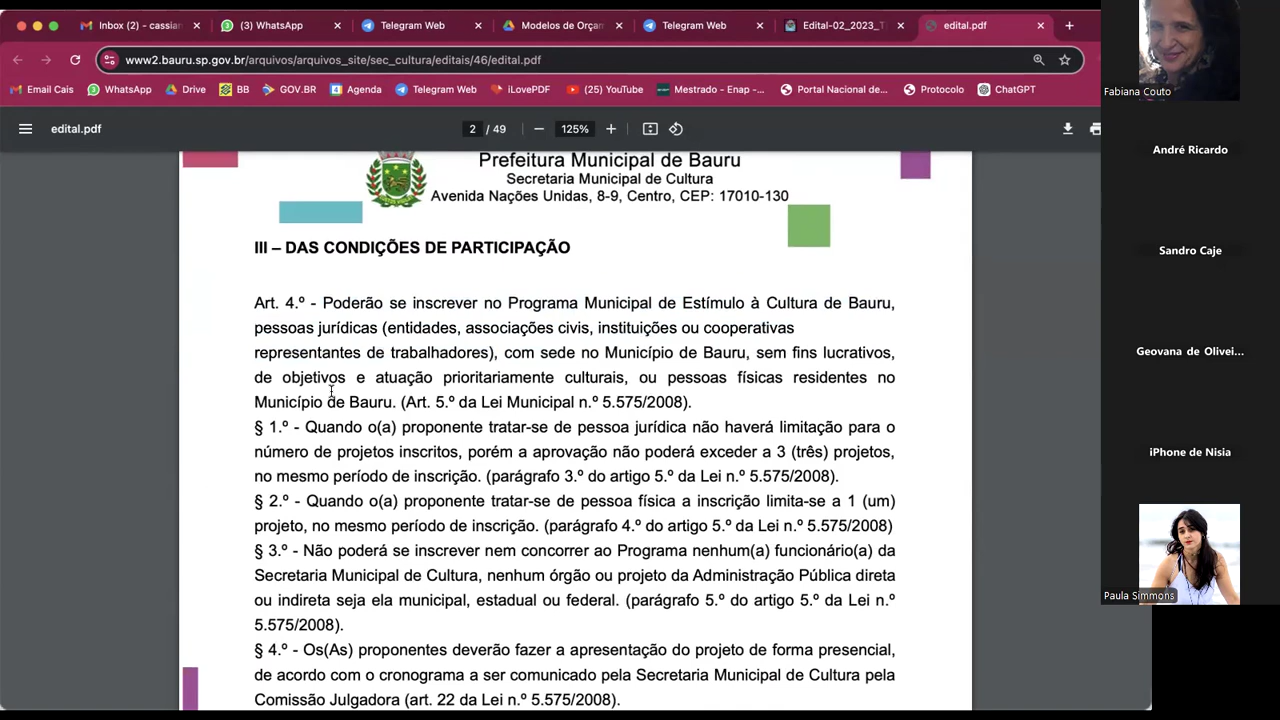 Inbox (2) - cassian
(3) WhatsApp
Telegram Web
Modelos de Orçan
Telegram Web
Edital-02_2023_T
edital.pdf
www2.bauru.sp.gov.br/arquivos/arquivos_site/sec_cultura/editais/46/edital.pdf
Email Cais
WhatsApp
Drive
BB
GOV.BR
Agenda
Telegram Web
iLovePDF
(25) YouTube
Mestrado - Enap -...
Portal Nacional de...
Protocolo
ChatGPT
edital.pdf
2 / 49
125%
Prefeitura Municipal de Bauru
Secretaria Municipal de Cultura
Avenida Nações Unidas, 8-9, Centro, CEP: 17010-130
III – DAS CONDIÇÕES DE PARTICIPAÇÃO
Art. 4.º - Poderão se inscrever no Programa Municipal de Estímulo à Cultura de Bauru,
pessoas jurídicas (entidades, associações civis, instituições ou cooperativas
representantes de trabalhadores), com sede no Município de Bauru, sem fins lucrativos,
de objetivos e atuação prioritariamente culturais, ou pessoas físicas residentes no
Município de Bauru. (Art. 5.º da Lei Municipal n.º 5.575/2008).
§ 1.º - Quando o(a) proponente tratar-se de pessoa jurídica não haverá limitação para o
número de projetos inscritos, porém a aprovação não poderá exceder a 3 (três) projetos,
no mesmo período de inscrição. (parágrafo 3.º do artigo 5.º da Lei n.º 5.575/2008).
§ 2.º - Quando o(a) proponente tratar-se de pessoa física a inscrição limita-se a 1 (um)
projeto, no mesmo período de inscrição. (parágrafo 4.º do artigo 5.º da Lei n.º 5.575/2008)
§ 3.º - Não poderá se inscrever nem concorrer ao Programa nenhum(a) funcionário(a) da
Secretaria Municipal de Cultura, nenhum órgão ou projeto da Administração Pública direta
ou indireta seja ela municipal, estadual ou federal. (parágrafo 5.º do artigo 5.º da Lei n.º
5.575/2008).
§ 4.º - Os(As) proponentes deverão fazer a apresentação do projeto de forma presencial,
de acordo com o cronograma a ser comunicado pela Secretaria Municipal de Cultura pela
Comissão Julgadora (art. 22 da Lei n.º 5.575/2008).
Fabiana Couto
André Ricardo
Sandro Caje
Geovana de Olivei...
iPhone de Nisia
Paula Simmons